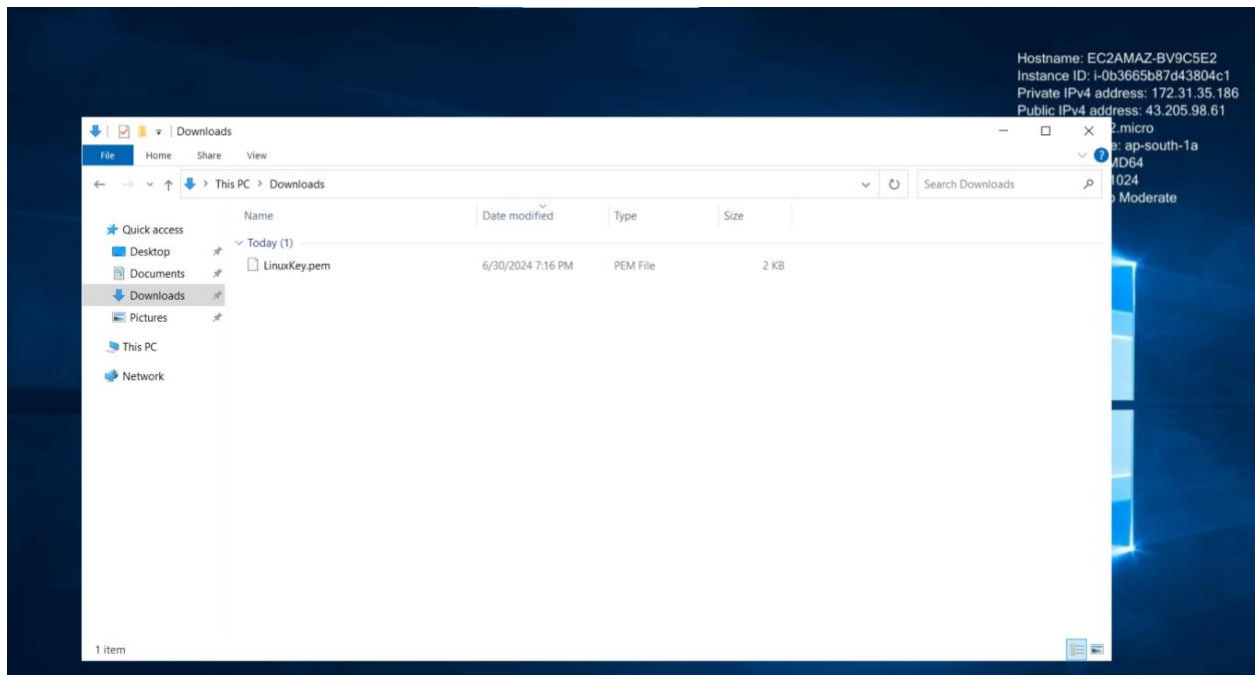 Hostname: EC2AMAZ-BV9C5E2
Instance ID: i-0b3665b87d43804c1
Private IPv4 address: 172.31.35.186
Public IPv4 address: 43.205.98.61
2.micro
: ap-south-1a
MD64
1024
Moderate
Downloads
File Home Share View
This PC > Downloads
Search Downloads
Name Date modified Type Size
Today (1)
LinuxKey.pem 6/30/2024 7:16 PM PEM File 2 KB
Quick access
Desktop
Documents
Downloads
Pictures
This PC
Network
1 item